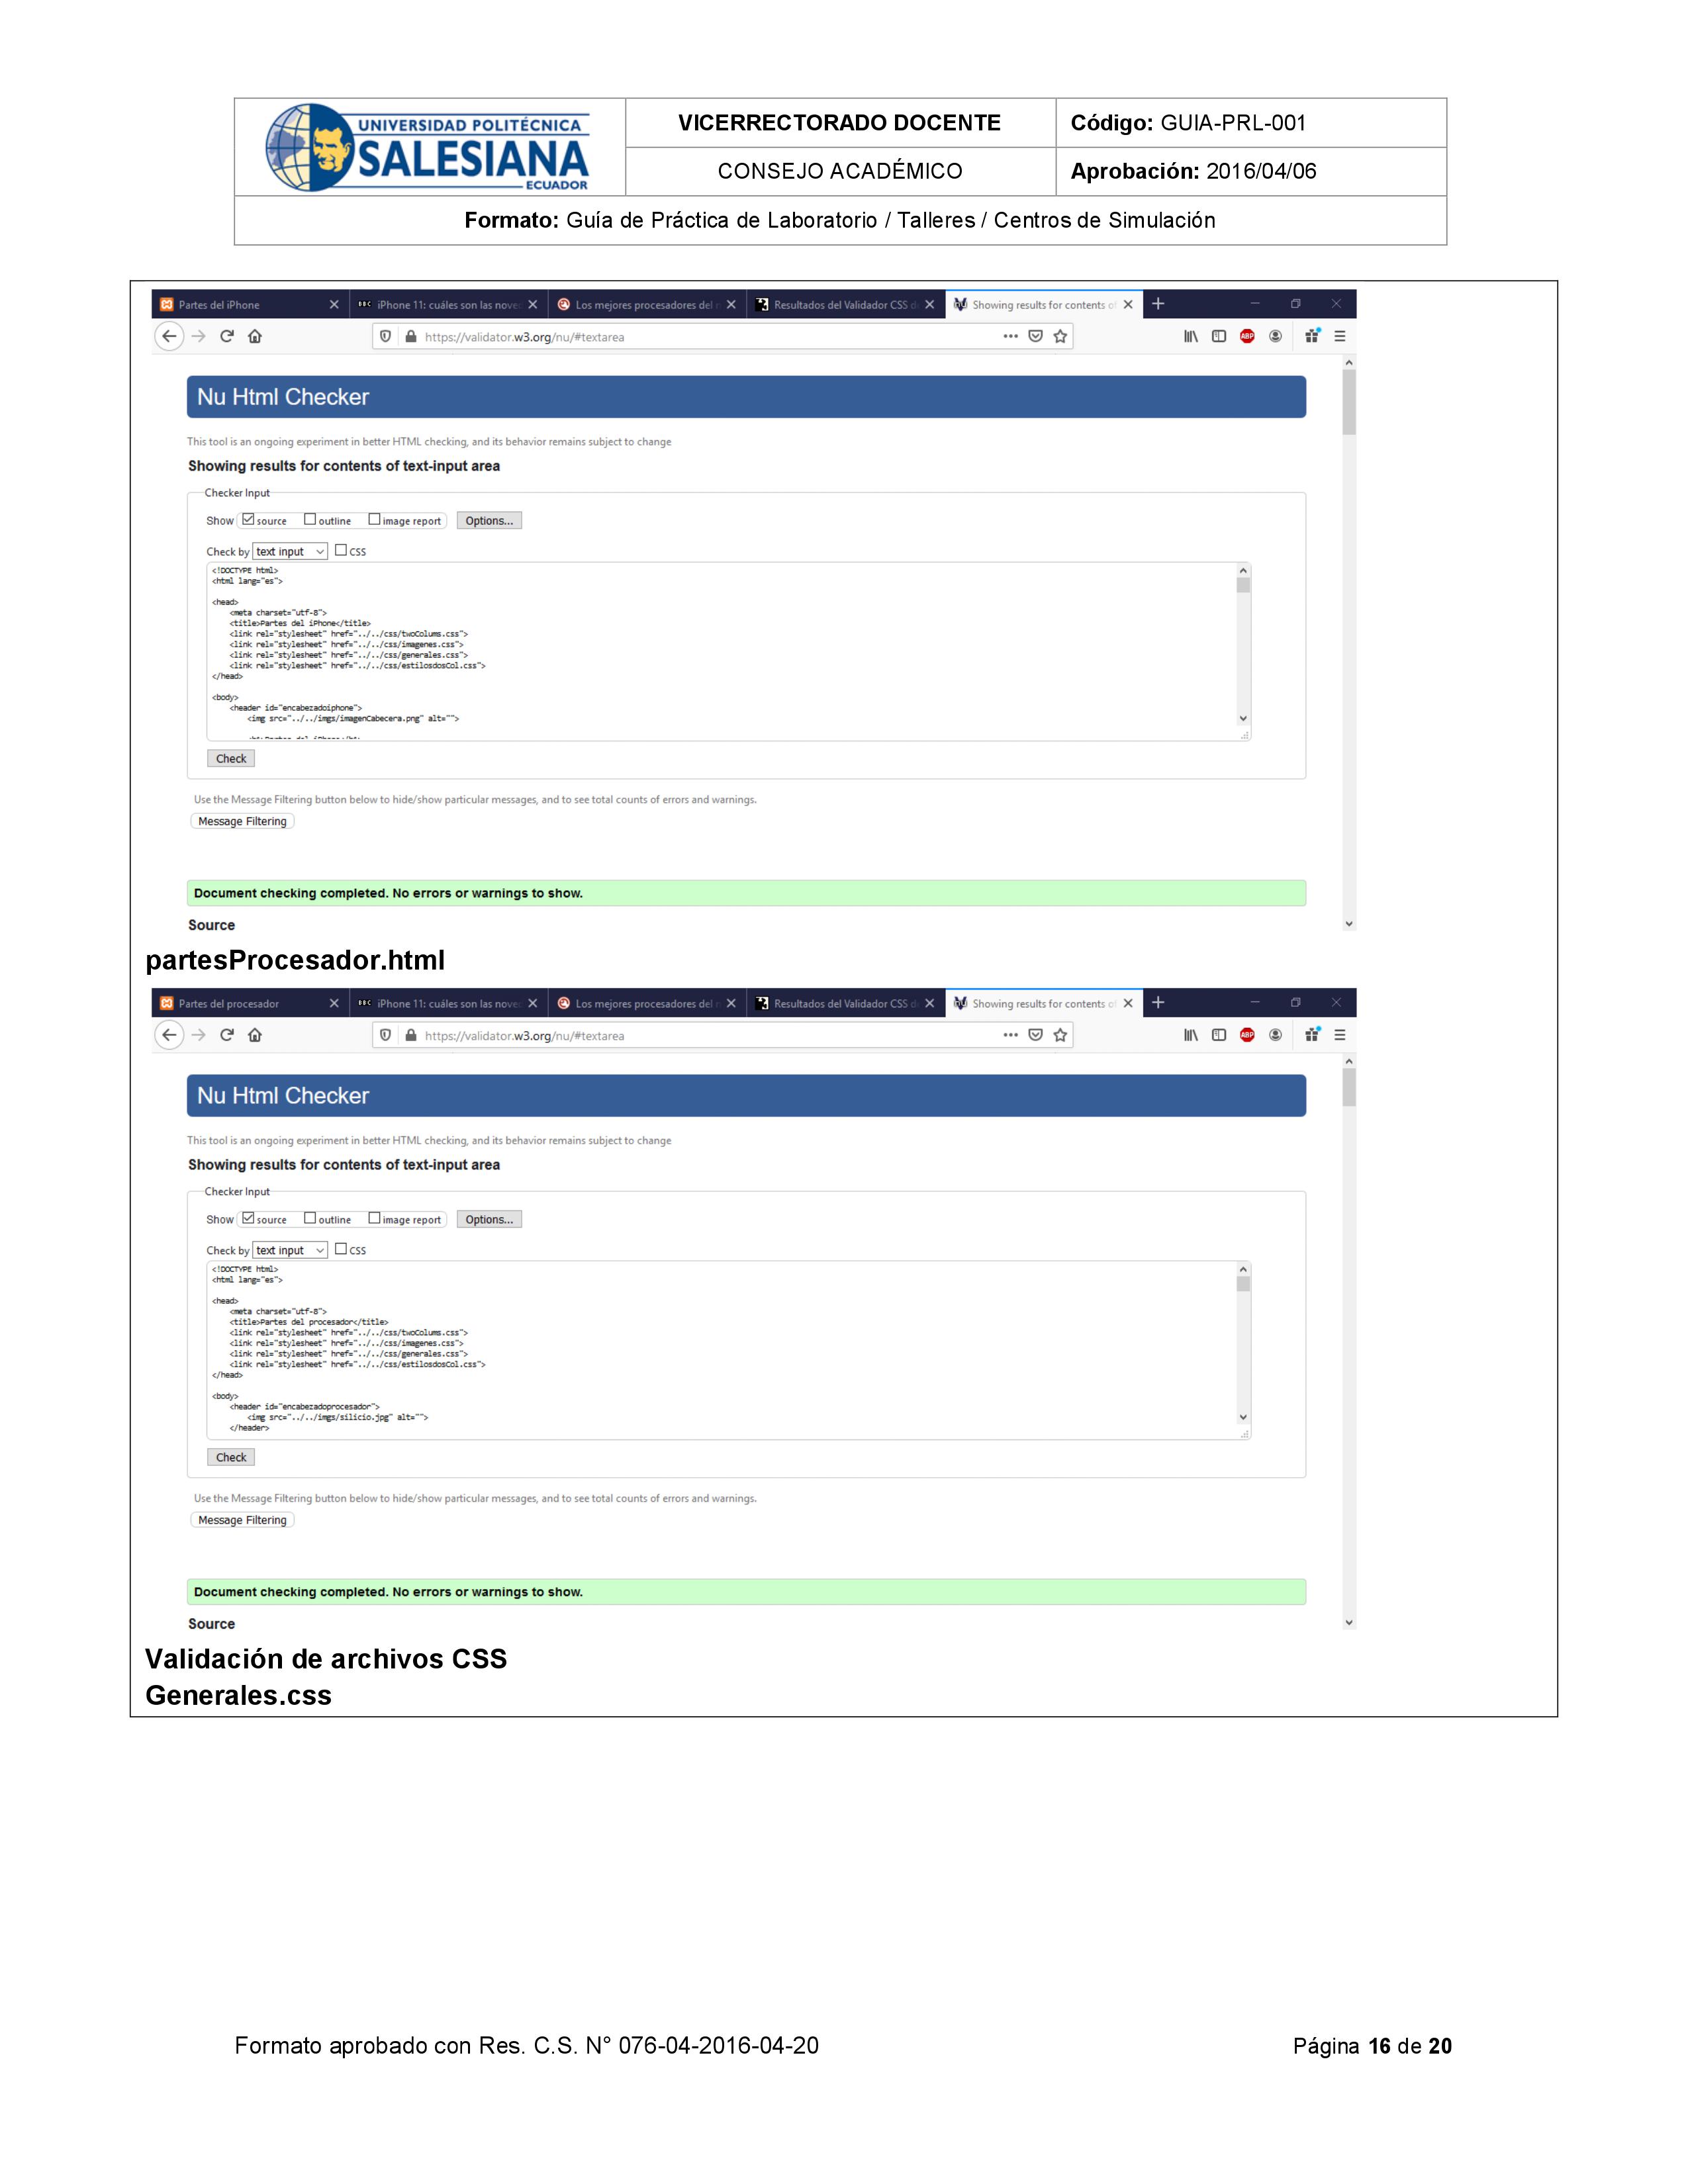 UNIVERSIDAD POLITÉCNICA
SALESIANA
ECUADOR
VICERRECTORADO DOCENTE
Código: GUIA-PRL-001
CONSEJO ACADÉMICO
Aprobación: 2016/04/06
Formato: Guía de Práctica de Laboratorio / Talleres / Centros de Simulación
Partes del iPhone
BBC iPhone 11: cuáles son las nove
Los mejores procesadores del
Resultados del Validador CSS d
Showing results for contents o
https://validator.w3.org/nu/#textarea
ABP
Nu Html Checker
This tool is an ongoing experiment in better HTML checking, and its behavior remains subject to change
Showing results for contents of text-input area
Checker Input
Show source outline image report Options...
Check by text input CSS
<!DOCTYPE html>
<html lang="es">
<head>
<meta charset="utf-8">
<title>Partes del iPhone</title>
<link rel="stylesheet" href="../../css/twoColums.css">
<link rel="stylesheet" href="../../css/imagenes.css">
<link rel="stylesheet" href="../../css/generales.css">
<link rel="stylesheet" href="../../css/estilosdosCol.css">
</head>
<body>
<header id="encabezadoiphone">
<img src="../../imgs/imagenCabecera.png" alt="">
<h1>Partes del iPhone</h1>
Check
Use the Message Filtering button below to hide/show particular messages, and to see total counts of errors and warnings.
Message Filtering
Document checking completed. No errors or warnings to show.
Source
partesProcesador.html
Partes del procesador
BBC iPhone 11: cuáles son las nove
Los mejores procesadores del
Resultados del Validador CSS d
Showing results for contents o
https://validator.w3.org/nu/#textarea
ABP
Nu Html Checker
This tool is an ongoing experiment in better HTML checking, and its behavior remains subject to change
Showing results for contents of text-input area
Checker Input
Show source outline image report Options...
Check by text input CSS
<!DOCTYPE html>
<html lang="es">
<head>
<meta charset="utf-8">
<title>Partes del procesador</title>
<link rel="stylesheet" href="../../css/twoColums.css">
<link rel="stylesheet" href="../../css/imagenes.css">
<link rel="stylesheet" href="../../css/generales.css">
<link rel="stylesheet" href="../../css/estilosdosCol.css">
</head>
<body>
<header id="encabezadoprocesador">
<img src="../../imgs/silicio.jpg" alt="">
</header>
Check
Use the Message Filtering button below to hide/show particular messages, and to see total counts of errors and warnings.
Message Filtering
Document checking completed. No errors or warnings to show.
Source
Validación de archivos CSS
Generales.css
Formato aprobado con Res. C.S. N° 076-04-2016-04-20
Página 16 de 20